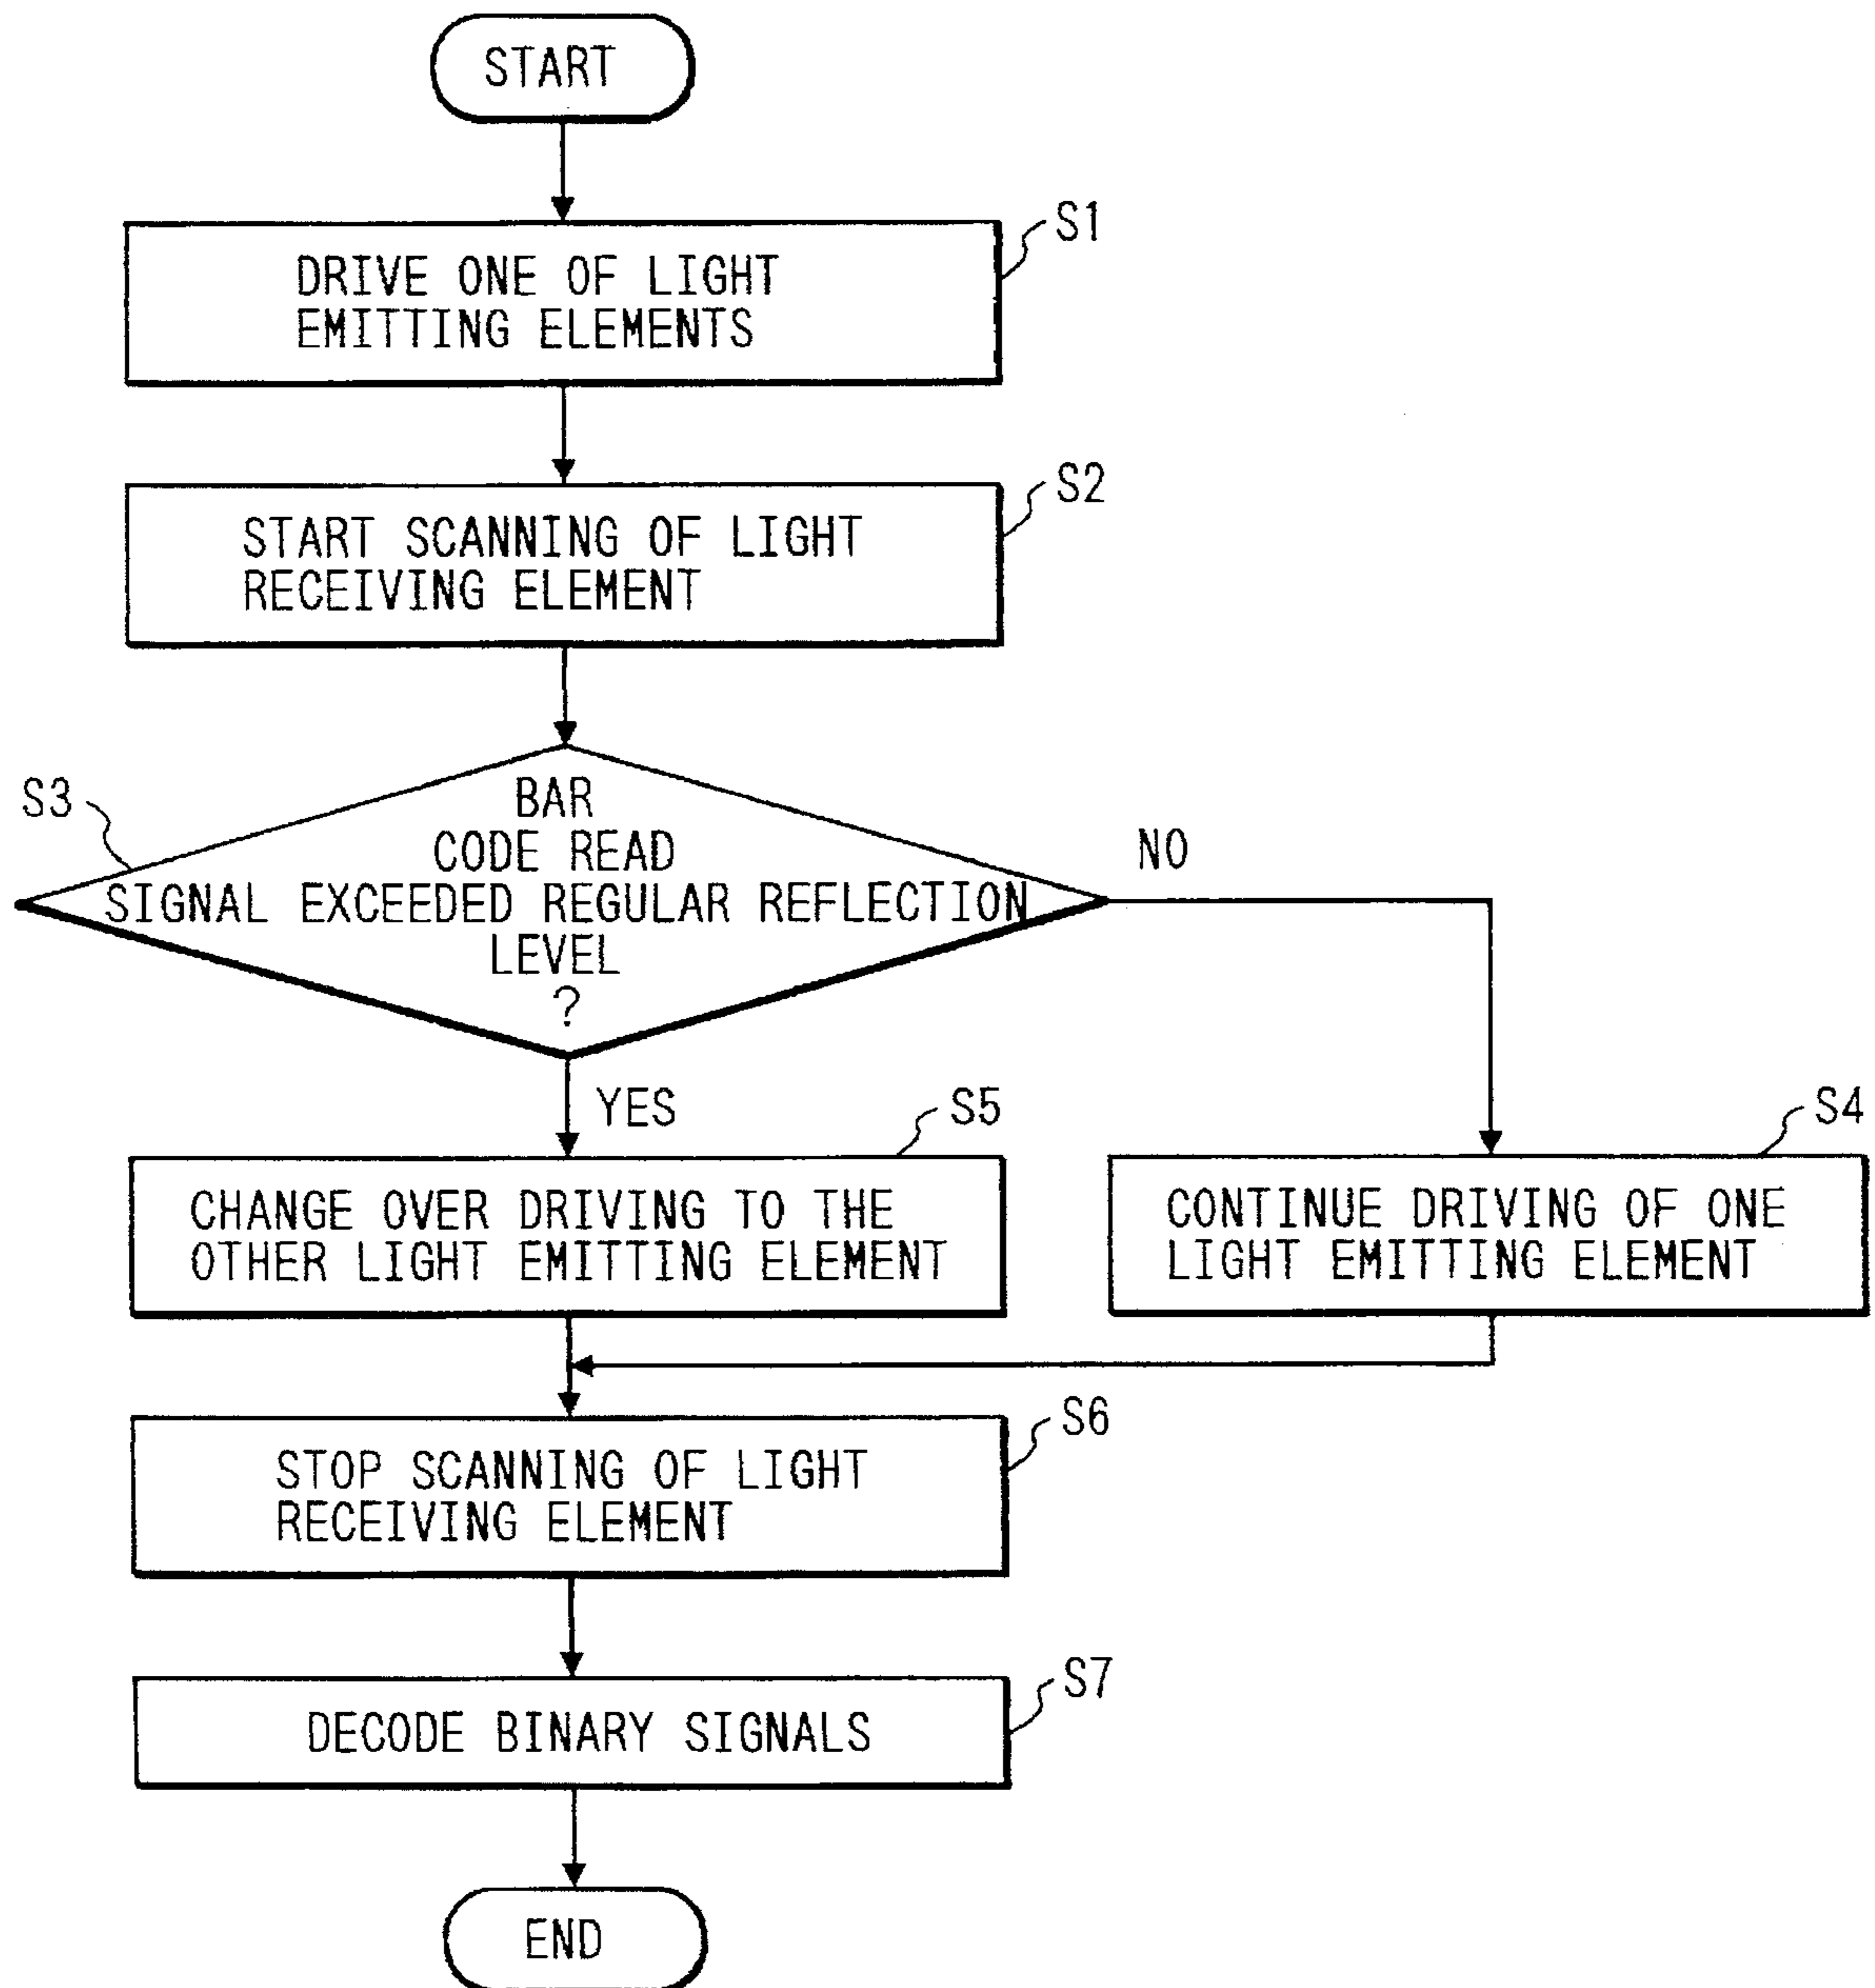 START
S1
DRIVE ONE OF LIGHT
EMITTING ELEMENTS
S2
START SCANNING OF LIGHT
RECEIVING ELEMENT
S3
BAR
CODE READ
SIGNAL EXCEEDED REGULAR REFLECTION
LEVEL
?
NO
YES
S5
CHANGE OVER DRIVING TO THE
OTHER LIGHT EMITTING ELEMENT
S4
CONTINUE DRIVING OF ONE
LIGHT EMITTING ELEMENT
S6
STOP SCANNING OF LIGHT
RECEIVING ELEMENT
S7
DECODE BINARY SIGNALS
END